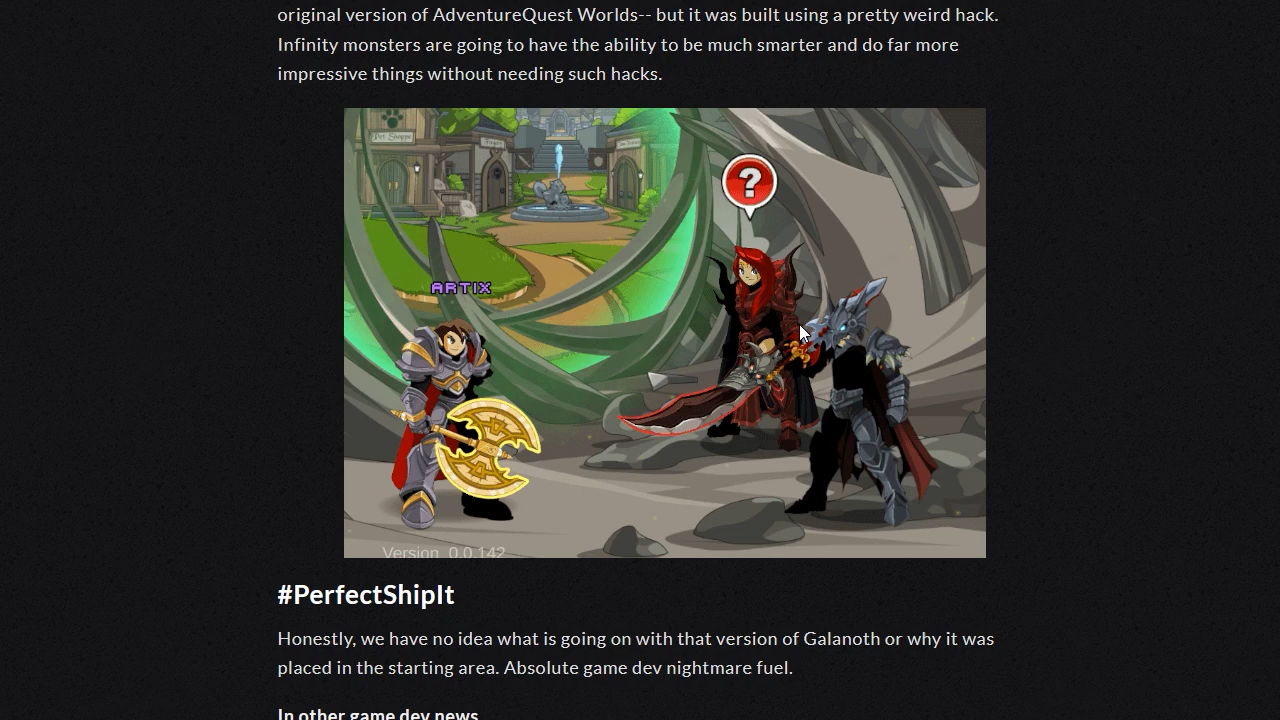 original version of AdventureQuest Worlds-- but it was built using a pretty weird hack.
Infinity monsters are going to have the ability to be much smarter and do far more
impressive things without needing such hacks.
Pet Shoppe
?
ARTIX
Version 0.0.142
#PerfectShipIt
Honestly, we have no idea what is going on with that version of Galanoth or why it was
placed in the starting area. Absolute game dev nightmare fuel.
In other game dev news